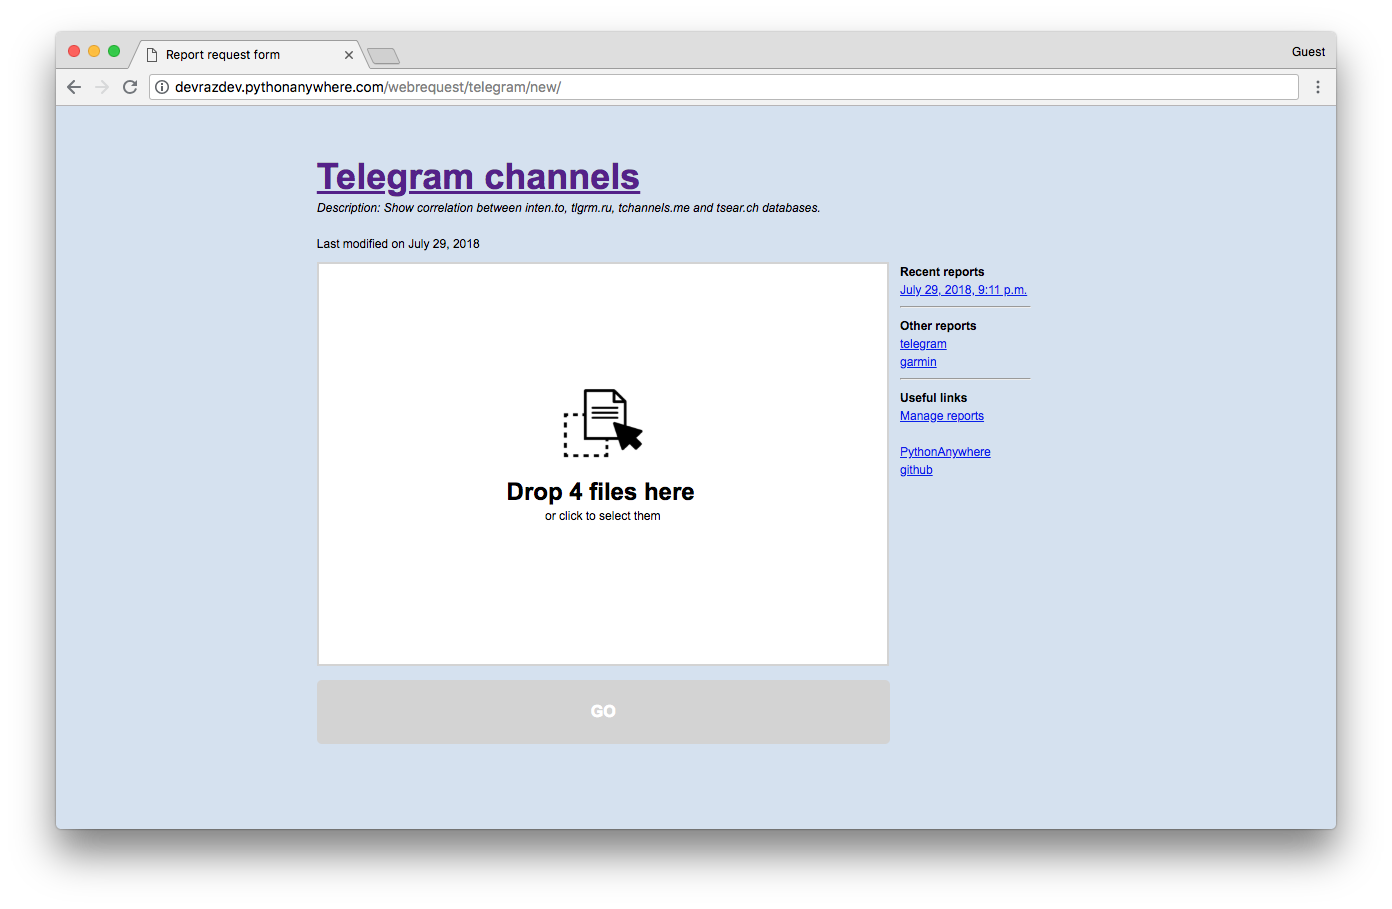 Report request form
Guest
devrazdev.pythonanywhere.com/webrequest/telegram/new/
Telegram channels
Description: Show correlation between inten.to, tlgrm.ru, tchannels.me and tsear.ch databases.
Last modified on July 29, 2018
Drop 4 files here
or click to select them
GO
Recent reports
July 29, 2018, 9:11 p.m.
Other reports
telegram
garmin
Useful links
Manage reports
PythonAnywhere
github